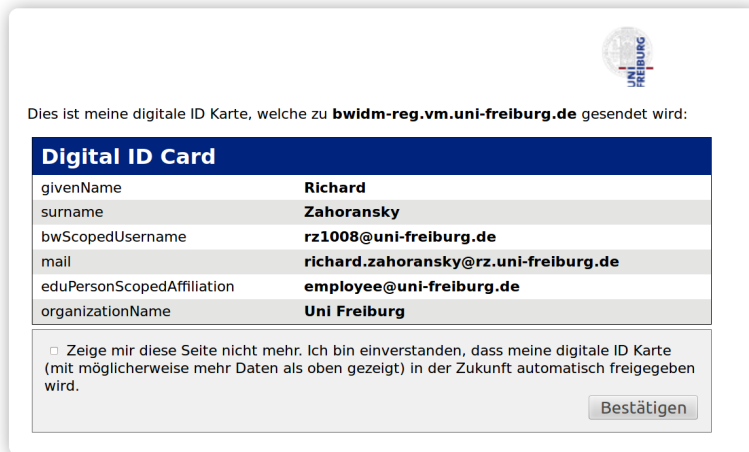 UNI
FREIBURG
Dies ist meine digitale ID Karte, welche zu bwidm-reg.vm.uni-freiburg.de gesendet wird:
Digital ID Card
givenName Richard
surname Zahoransky
bwScopedUsername rz1008@uni-freiburg.de
mail richard.zahoransky@rz.uni-freiburg.de
eduPersonScopedAffiliation employee@uni-freiburg.de
organizationName Uni Freiburg
Zeige mir diese Seite nicht mehr. Ich bin einverstanden, dass meine digitale ID Karte
(mit möglicherweise mehr Daten als oben gezeigt) in der Zukunft automatisch freigegeben
wird.
Bestätigen